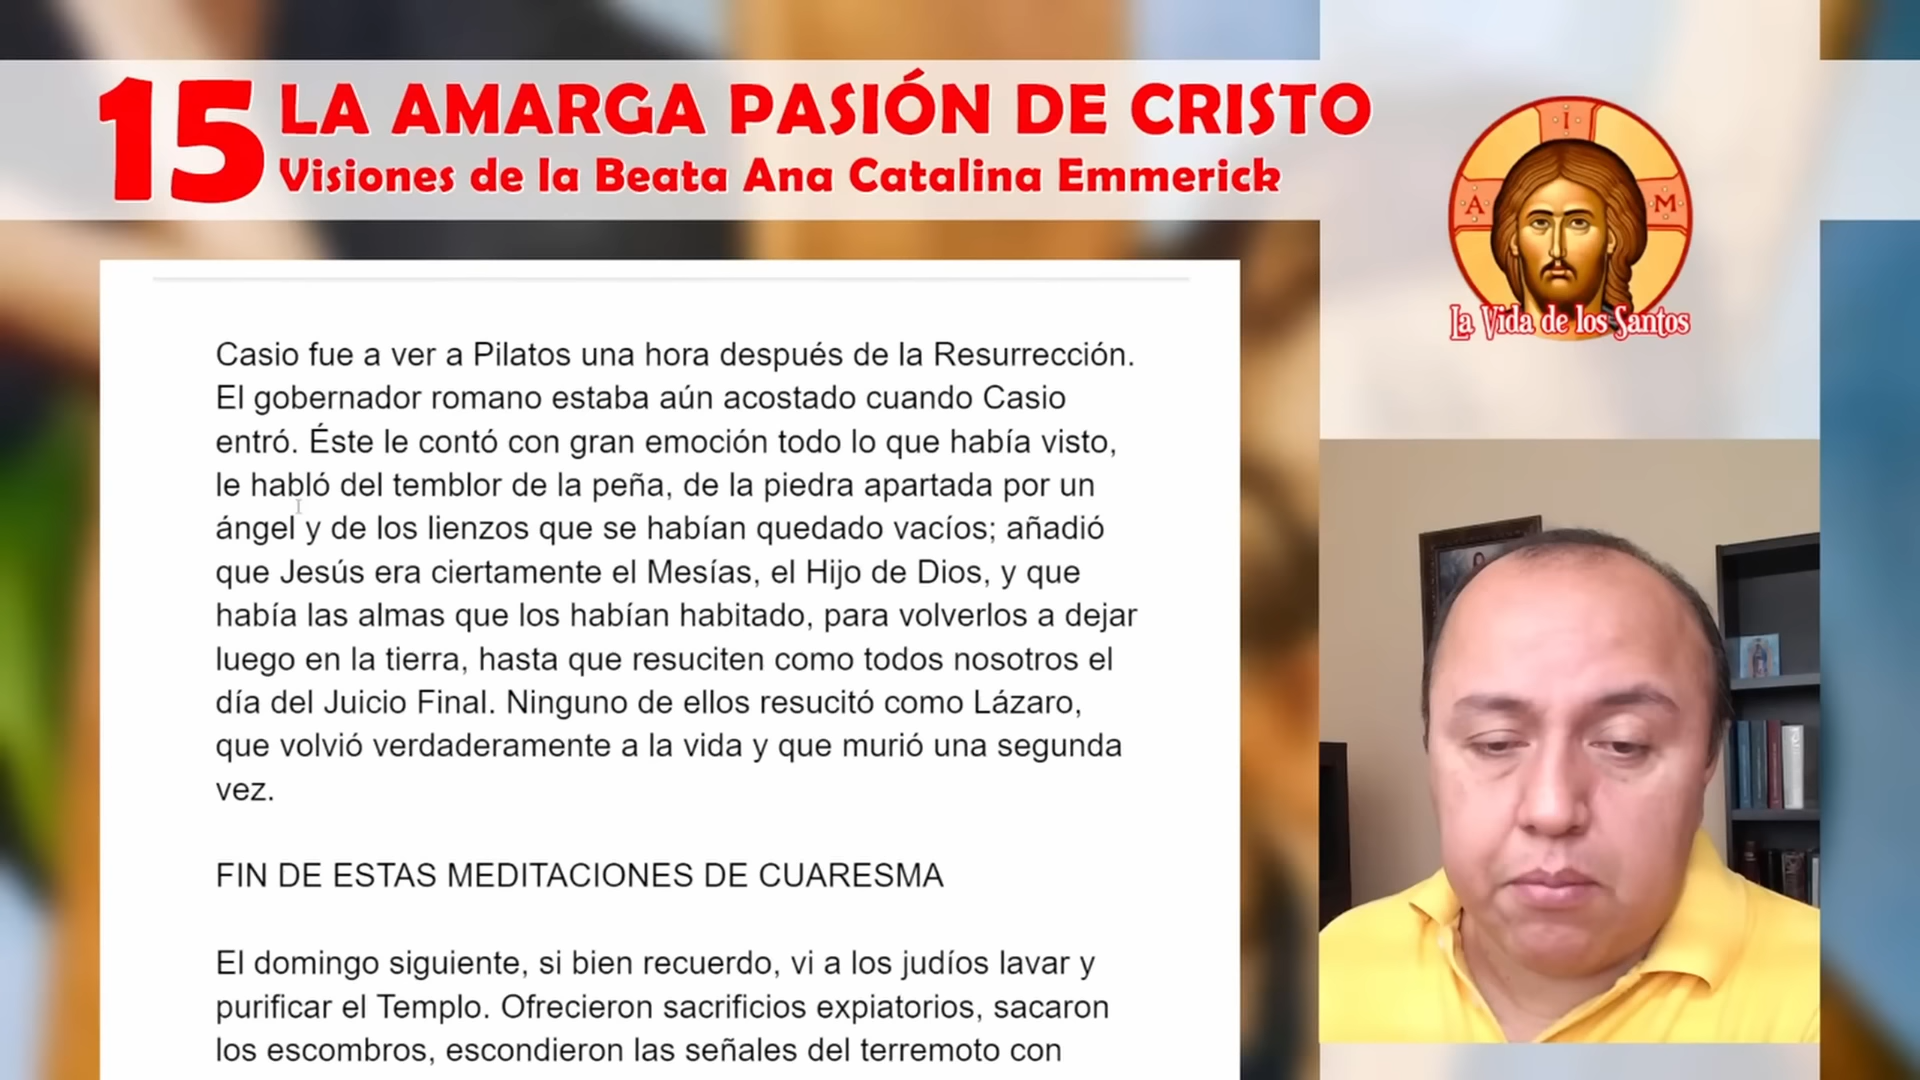 15 LA AMARGA PASIÓN DE CRISTO
Visiones de la Beata Ana Catalina Emmerick
I
A
M
La Vida de los Santos
Casio fue a ver a Pilatos una hora después de la Resurrección.
El gobernador romano estaba aún acostado cuando Casio
entró. Éste le contó con gran emoción todo lo que había visto,
le habló del temblor de la peña, de la piedra apartada por un
ángel y de los lienzos que se habían quedado vacíos; añadió
que Jesús era ciertamente el Mesías, el Hijo de Dios, y que
había las almas que los habían habitado, para volverlos a dejar
luego en la tierra, hasta que resuciten como todos nosotros el
día del Juicio Final. Ninguno de ellos resucitó como Lázaro,
que volvió verdaderamente a la vida y que murió una segunda
vez.
FIN DE ESTAS MEDITACIONES DE CUARESMA
El domingo siguiente, si bien recuerdo, vi a los judíos lavar y
purificar el Templo. Ofrecieron sacrificios expiatorios, sacaron
los escombros, escondieron las señales del terremoto con